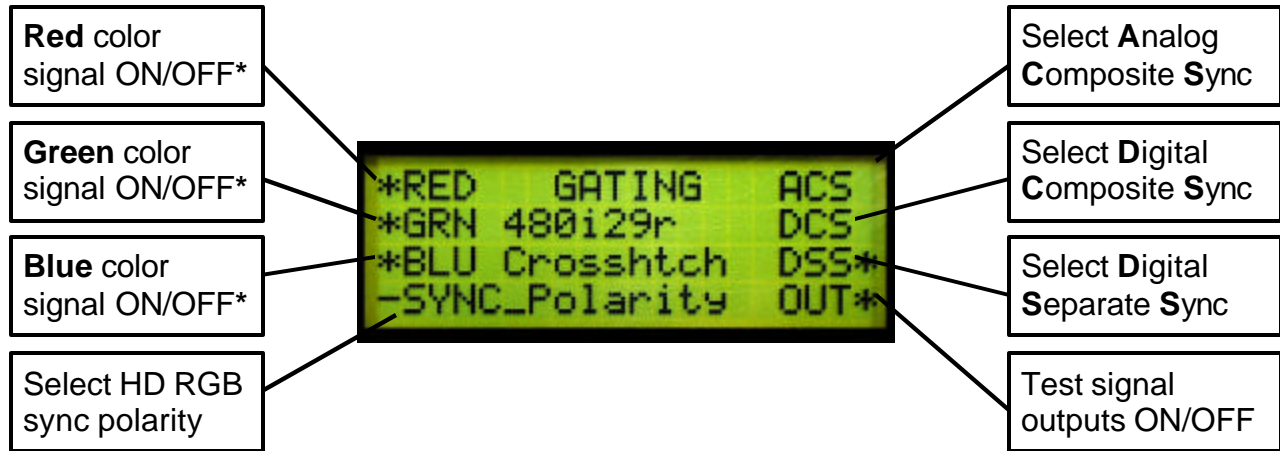 Red color
signal ON/OFF*
Green color
signal ON/OFF*
Blue color
signal ON/OFF*
Select HD RGB
sync polarity
*RED GATING ACS
*GRN 480i29r DCS
*BLU Crosshtch DSS*
-SYNC_Polarity OUT*
Select Analog
Composite Sync
Select Digital
Composite Sync
Select Digital
Separate Sync
Test signal
outputs ON/OFF